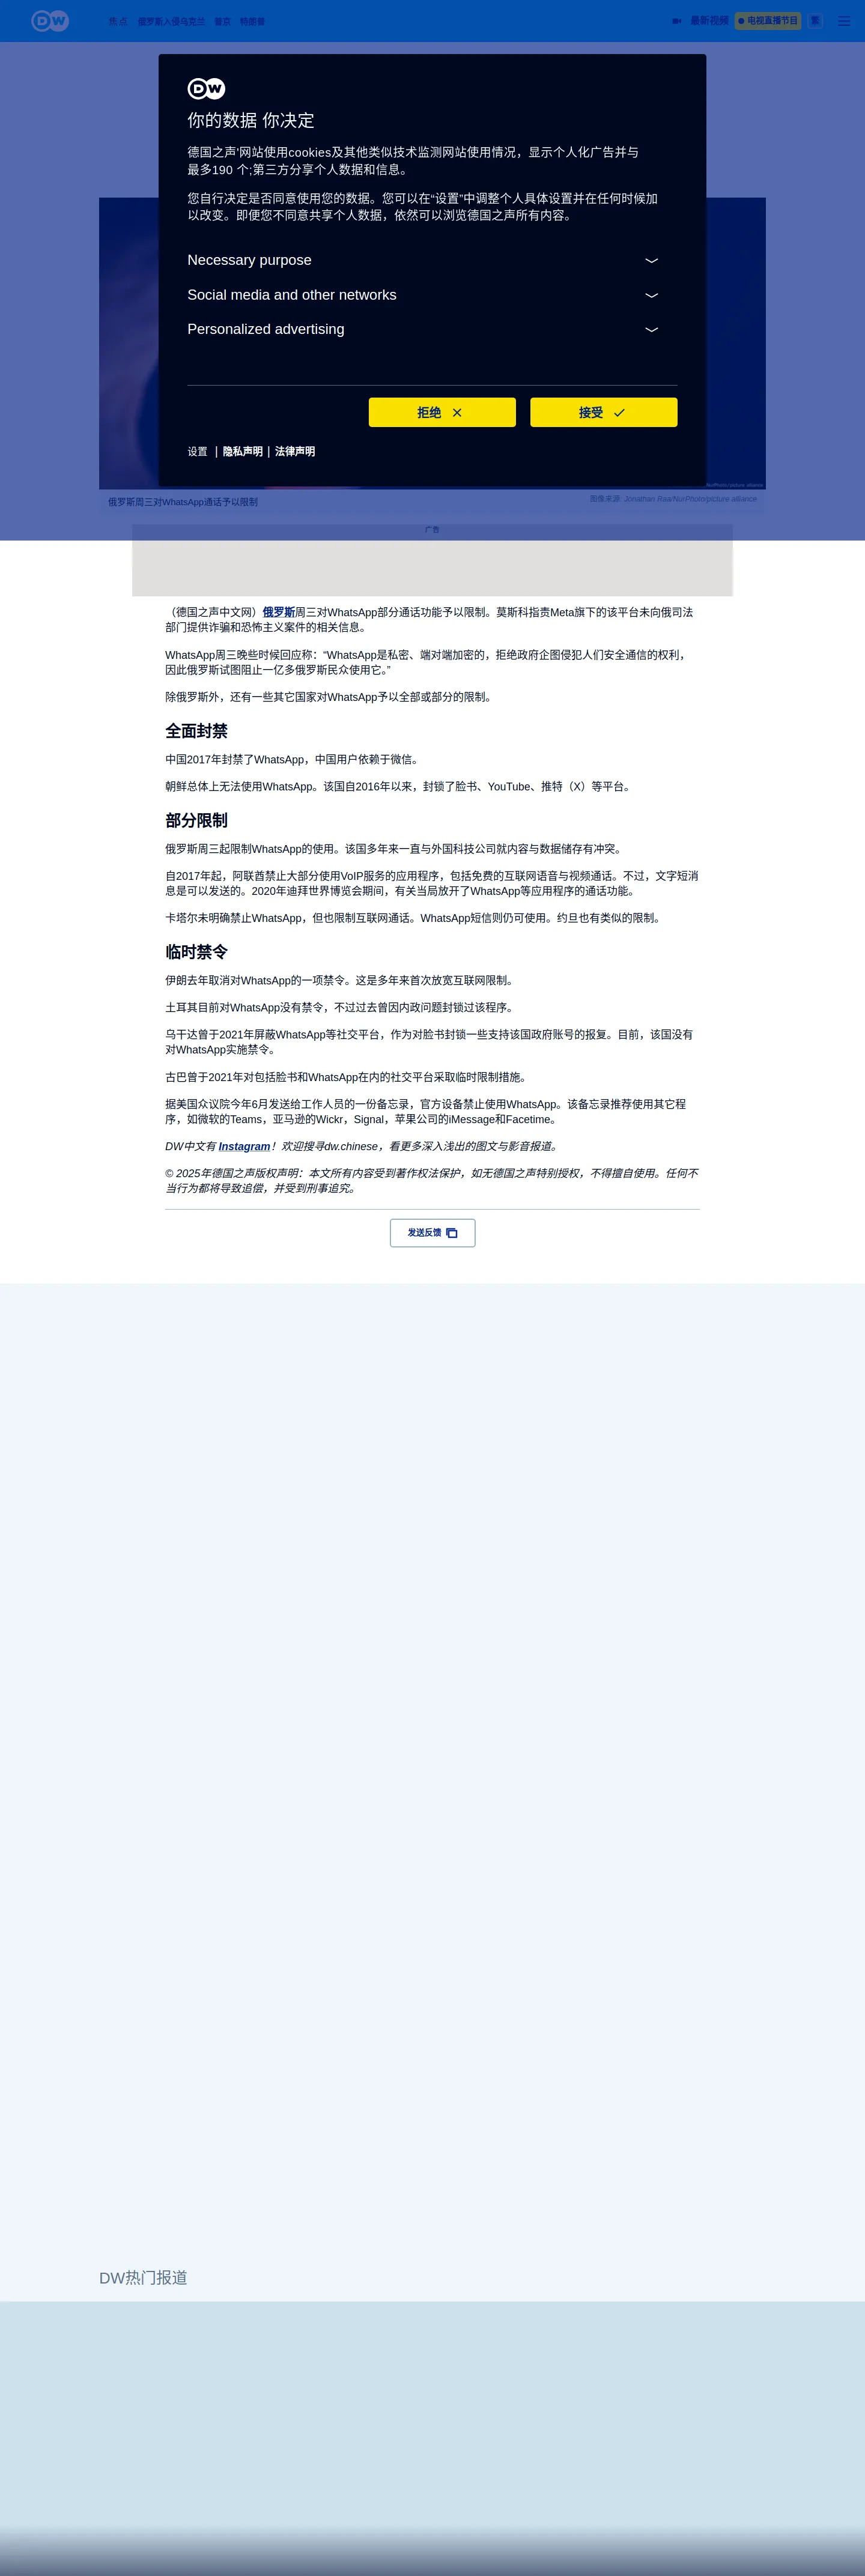 DW
焦点 俄罗斯入侵乌克兰 普京 特朗普 最新视频 电视直播节目 繁
DW
你的数据 你决定
德国之声'网站使用cookies及其他类似技术监测网站使用情况，显示个人化广告并与
最多190 个;第三方分享个人数据和信息。
您自行决定是否同意使用您的数据。您可以在“设置”中调整个人具体设置并在任何时候加
以改变。即便您不同意共享个人数据，依然可以浏览德国之声所有内容。
Necessary purpose
Social media and other networks
Personalized advertising
拒绝 接受
设置 | 隐私声明 | 法律声明
NurPhoto/picture alliance
俄罗斯周三对WhatsApp通话予以限制 图像来源: Jonathan Raa/NurPhoto/picture alliance
广告
（德国之声中文网）俄罗斯周三对WhatsApp部分通话功能予以限制。莫斯科指责Meta旗下的该平台未向俄司法
部门提供诈骗和恐怖主义案件的相关信息。
WhatsApp周三晚些时候回应称：“WhatsApp是私密、端对端加密的，拒绝政府企图侵犯人们安全通信的权利，
因此俄罗斯试图阻止一亿多俄罗斯民众使用它。”
除俄罗斯外，还有一些其它国家对WhatsApp予以全部或部分的限制。
全面封禁
中国2017年封禁了WhatsApp，中国用户依赖于微信。
朝鲜总体上无法使用WhatsApp。该国自2016年以来，封锁了脸书、YouTube、推特（X）等平台。
部分限制
俄罗斯周三起限制WhatsApp的使用。该国多年来一直与外国科技公司就内容与数据储存有冲突。
自2017年起，阿联酋禁止大部分使用VoIP服务的应用程序，包括免费的互联网语音与视频通话。不过，文字短消
息是可以发送的。2020年迪拜世界博览会期间，有关当局放开了WhatsApp等应用程序的通话功能。
卡塔尔未明确禁止WhatsApp，但也限制互联网通话。WhatsApp短信则仍可使用。约旦也有类似的限制。
临时禁令
伊朗去年取消对WhatsApp的一项禁令。这是多年来首次放宽互联网限制。
土耳其目前对WhatsApp没有禁令，不过过去曾因内政问题封锁过该程序。
乌干达曾于2021年屏蔽WhatsApp等社交平台，作为对脸书封锁一些支持该国政府账号的报复。目前，该国没有
对WhatsApp实施禁令。
古巴曾于2021年对包括脸书和WhatsApp在内的社交平台采取临时限制措施。
据美国众议院今年6月发送给工作人员的一份备忘录，官方设备禁止使用WhatsApp。该备忘录推荐使用其它程
序，如微软的Teams，亚马逊的Wickr，Signal，苹果公司的iMessage和Facetime。
DW中文有 Instagram！欢迎搜寻dw.chinese，看更多深入浅出的图文与影音报道。
© 2025年德国之声版权声明：本文所有内容受到著作权法保护，如无德国之声特别授权，不得擅自使用。任何不
当行为都将导致追偿，并受到刑事追究。
发送反馈
DW热门报道